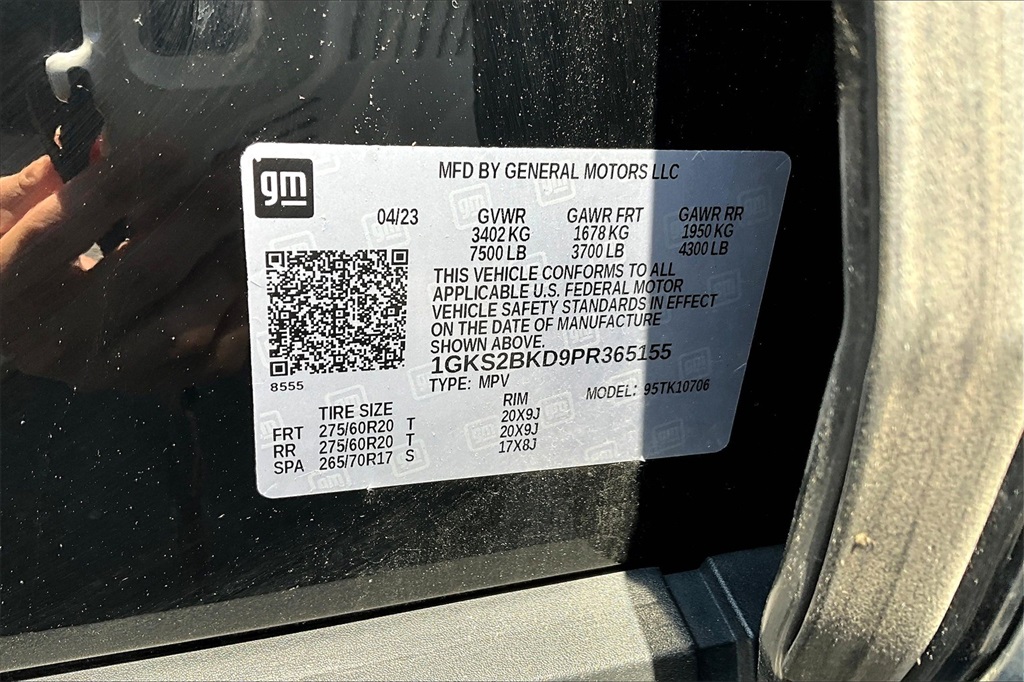 gm
MFD BY GENERAL MOTORS LLC
04/23 GVWR GAWR FRT GAWR RR
3402 KG 1678 KG 1950 KG
7500 LB 3700 LB 4300 LB
THIS VEHICLE CONFORMS TO ALL
APPLICABLE U.S. FEDERAL MOTOR
VEHICLE SAFETY STANDARDS IN EFFECT
ON THE DATE OF MANUFACTURE
SHOWN ABOVE.
1GKS2BKD9PR365155
8555
TYPE: MPV MODEL: 95TK10706
TIRE SIZE RIM
FRT 275/60R20 T 20X9J
RR 275/60R20 T 20X9J
SPA 265/70R17 S 17X8J